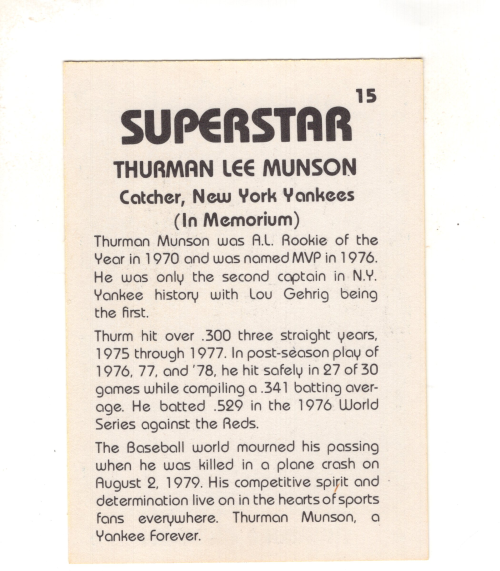 15
SUPERSTAR
THURMAN LEE MUNSON
Catcher, New York Yankees
(In Memorium)
Thurman Munson was A.L. Rookie of the
Year in 1970 and was named MVP in 1976.
He was only the second captain in N.Y.
Yankee history with Lou Gehrig being
the first.
Thurm hit over .300 three straight years,
1975 through 1977. In post-season play of
1976, 77, and '78, he hit safely in 27 of 30
games while compiling a .341 batting aver-
age. He batted .529 in the 1976 World
Series against the Reds.
The Baseball world mourned his passing
when he was killed in a plane crash on
August 2, 1979. His competitive spirit and
determination live on in the hearts of sports
fans everywhere. Thurman Munson, a
Yankee Forever.